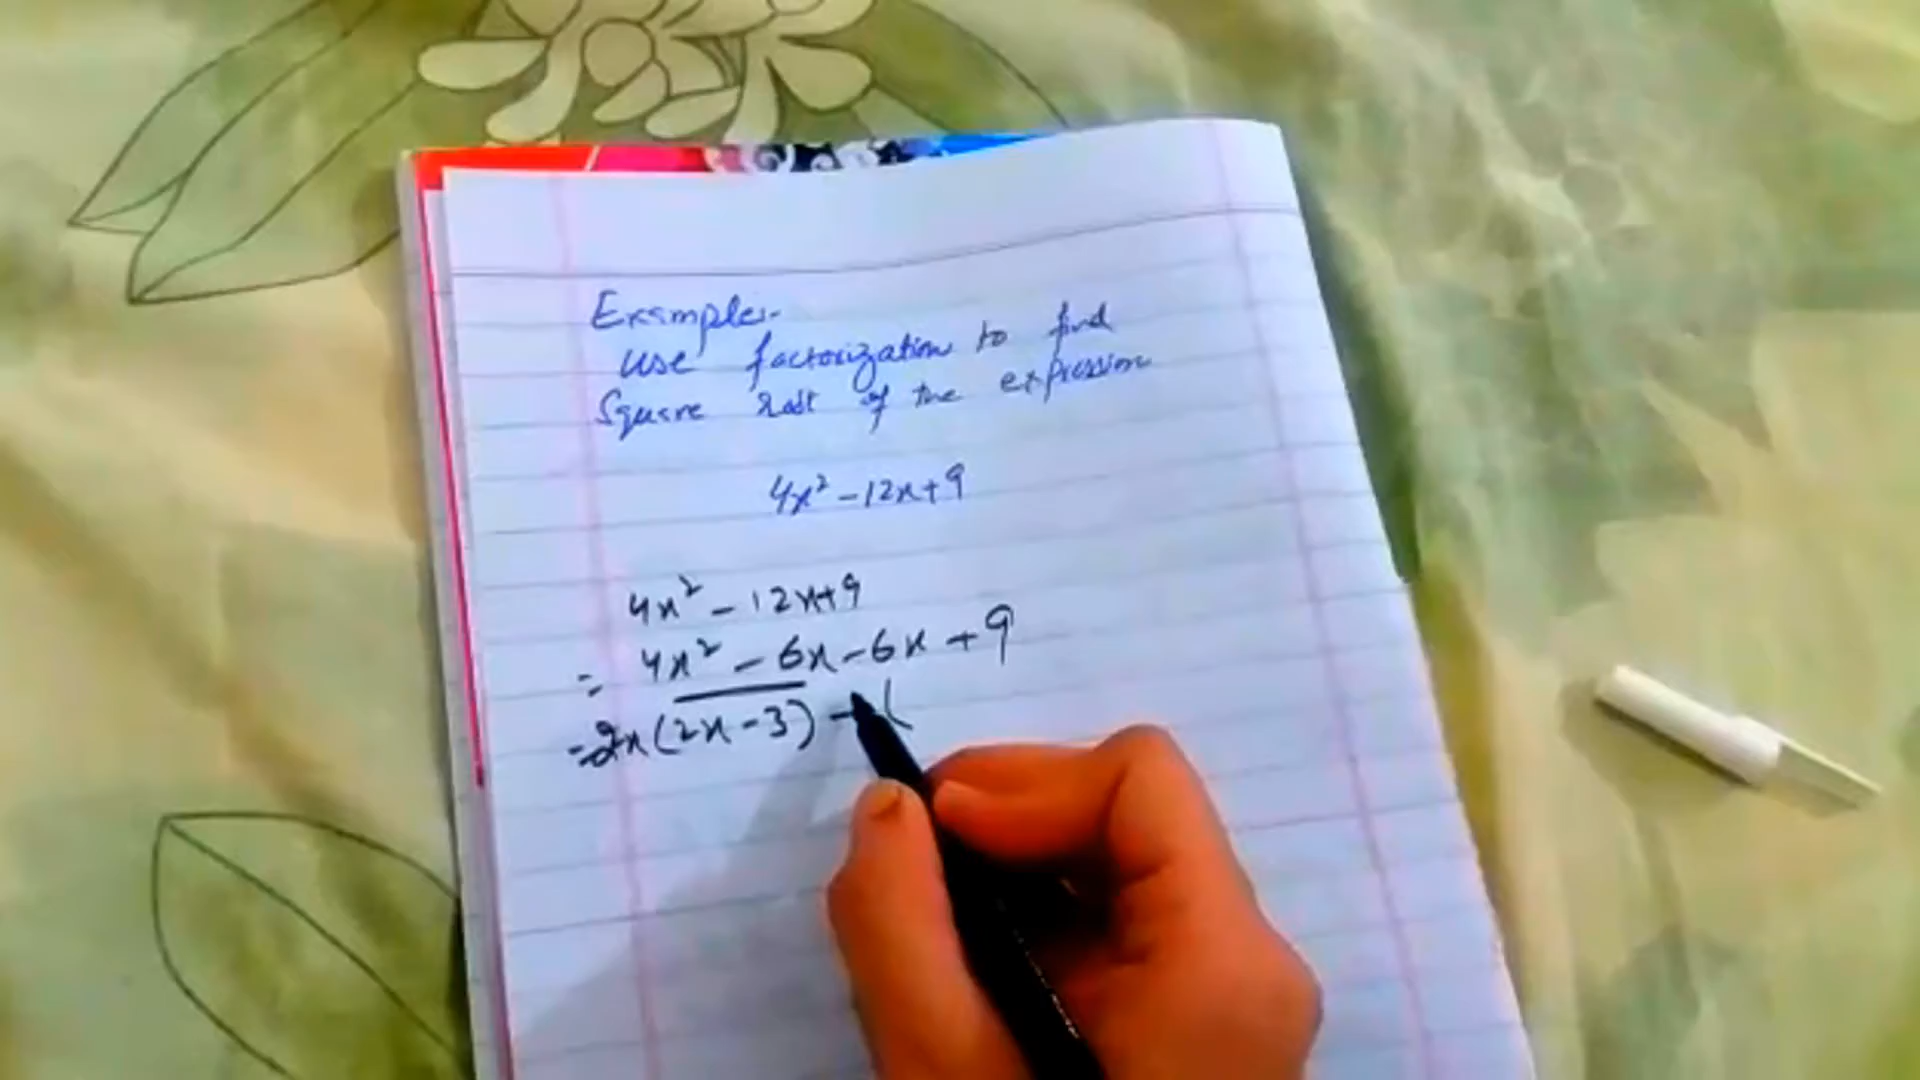 Example:-
Use factorization to find
Square root of the expression
4x² - 12x + 9
4x² - 12x + 9
= 4x² - 6x - 6x + 9
= 2x (2x - 3) - (